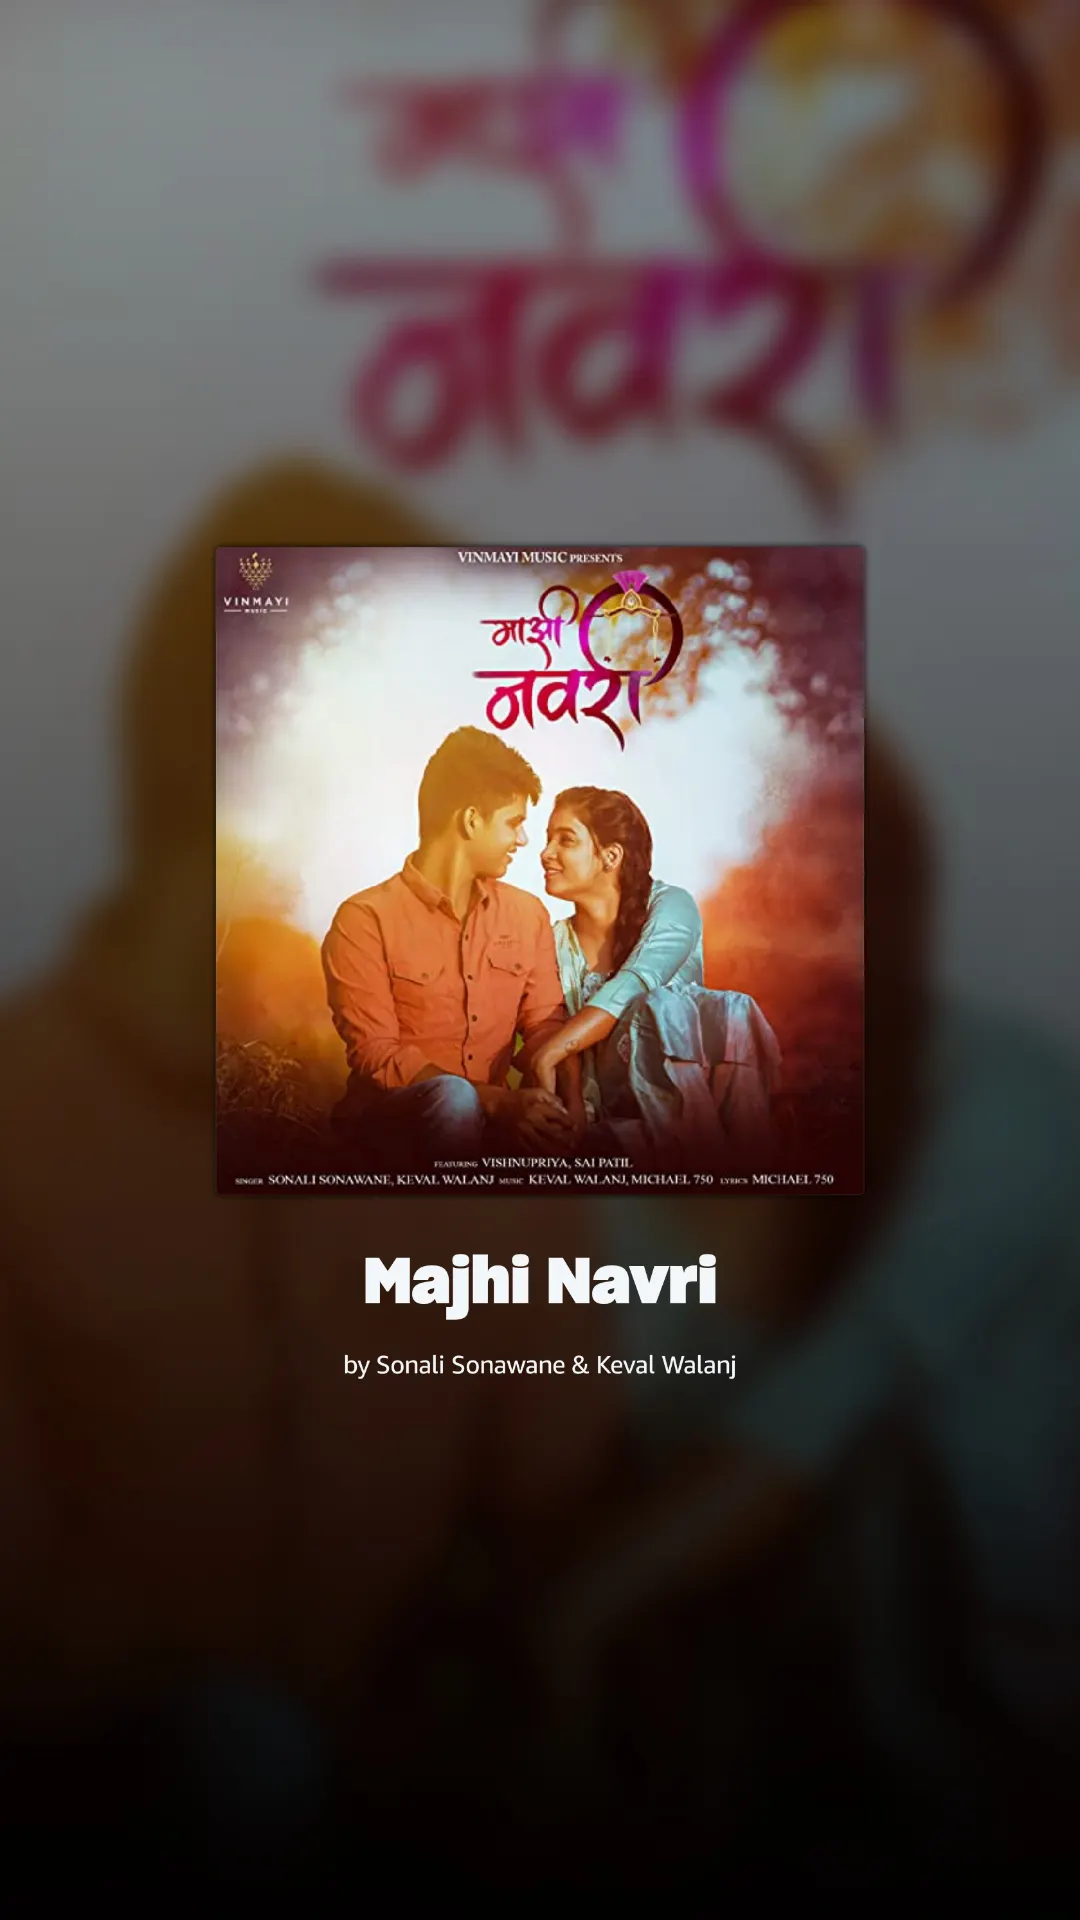 माझी
नवरी
VINMAYI MUSIC PRESENTS
VINMAYI
MUSIC
माझी
नवरी
FEATURING VISHNUPRIYA, SAI PATIL
SINGER SONALI SONAWANE, KEVAL WALANJ MUSIC KEVAL WALANJ, MICHAEL 750 LYRICS MICHAEL 750
Majhi Navri
by Sonali Sonawane & Keval Walanj